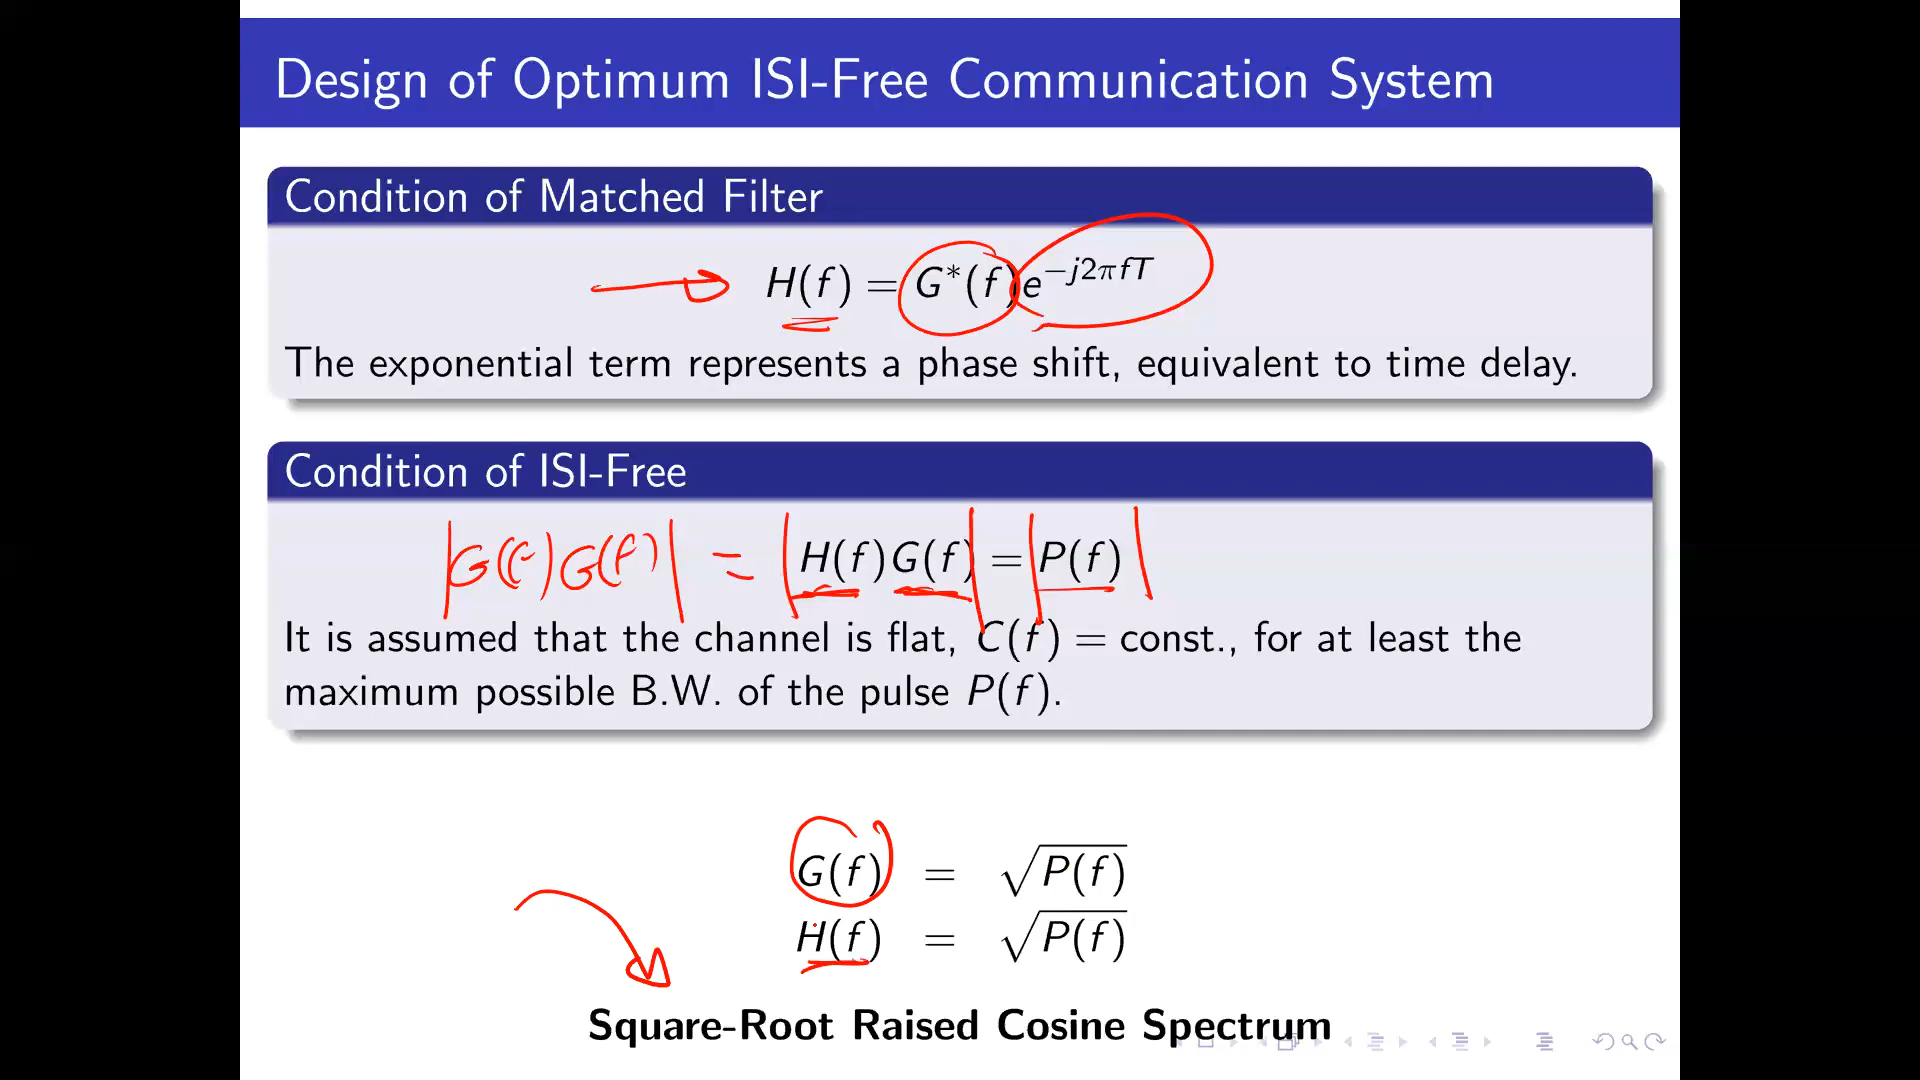 Design of Optimum ISI-Free Communication System
Condition of Matched Filter
H(f) = G*(f)e^{-j2πfT}
The exponential term represents a phase shift, equivalent to time delay.
Condition of ISI-Free
|G(f)G(f)| = |H(f)G(f)| = |P(f)|
It is assumed that the channel is flat, C(f) = const., for at least the
maximum possible B.W. of the pulse P(f).
G(f) = √P(f)
H(f) = √P(f)
Square-Root Raised Cosine Spectrum